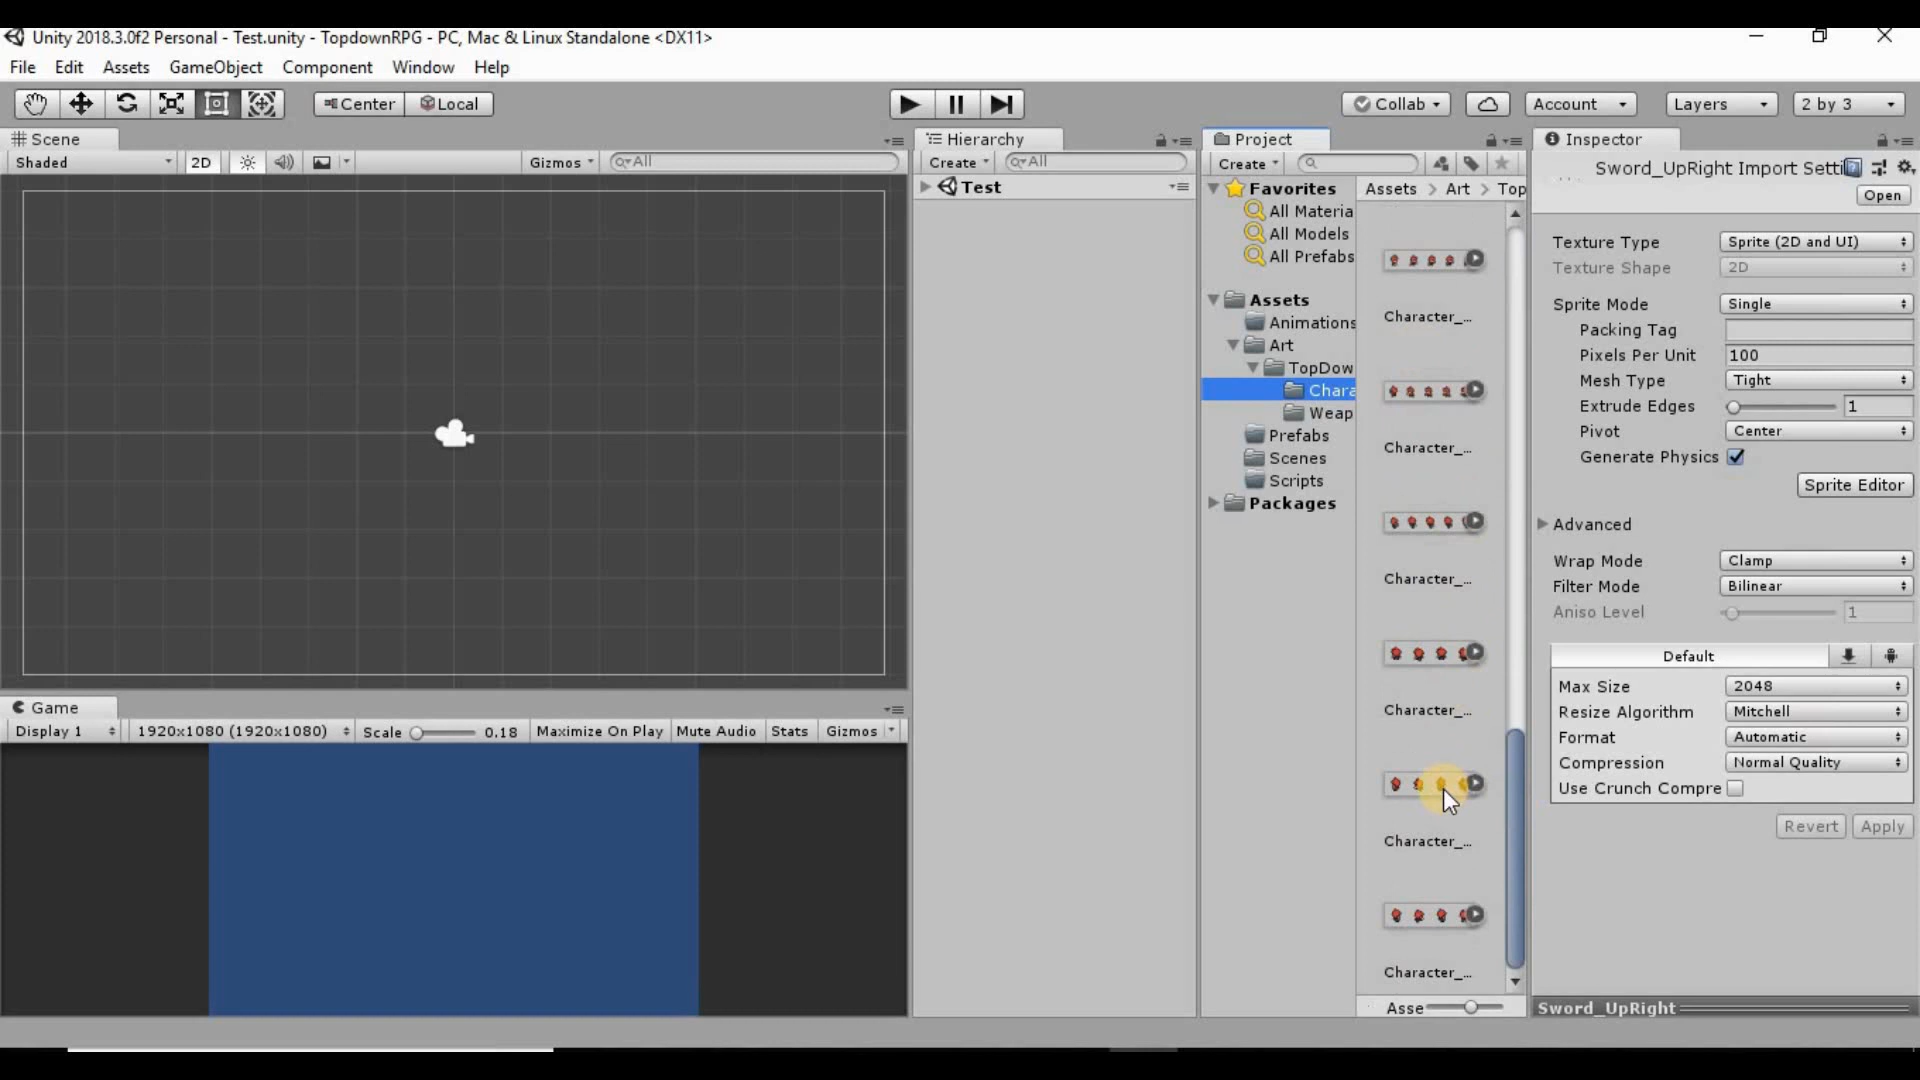 Unity 2018.3.0f2 Personal - Test.unity - TopdownRPG - PC, Mac & Linux Standalone <DX11>
File Edit Assets GameObject Component Window Help
Center Local Collab Account Layers 2 by 3
Scene
Shaded 2D Gizmos All
Hierarchy
Create All
Test
Project
Create
Favorites
All Materia
All Models
All Prefabs
Assets
Animations
Art
TopDow
Chara
Weap
Prefabs
Scenes
Scripts
Packages
Assets > Art > Top
Character_...
Character_...
Character_...
Character_...
Character_...
Character_...
Asse
Inspector
Sword_UpRight Import Setti
Open
Texture Type Sprite (2D and UI)
Texture Shape 2D
Sprite Mode Single
Packing Tag
Pixels Per Unit 100
Mesh Type Tight
Extrude Edges 1
Pivot Center
Generate Physics
Sprite Editor
Advanced
Wrap Mode Clamp
Filter Mode Bilinear
Aniso Level 1
Default
Max Size 2048
Resize Algorithm Mitchell
Format Automatic
Compression Normal Quality
Use Crunch Compre
Revert Apply
Sword_UpRight
Game
Display 1 1920x1080 (1920x1080) Scale 0.18 Maximize On Play Mute Audio Stats Gizmos